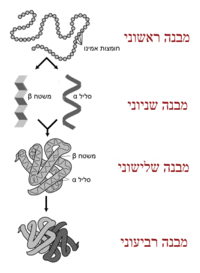 מבנה ראשוני
חומצות אמינו
מבנה שניוני
משטח β
סליל α
מבנה שלישוני
משטח β
סליל α
מבנה רביעוני